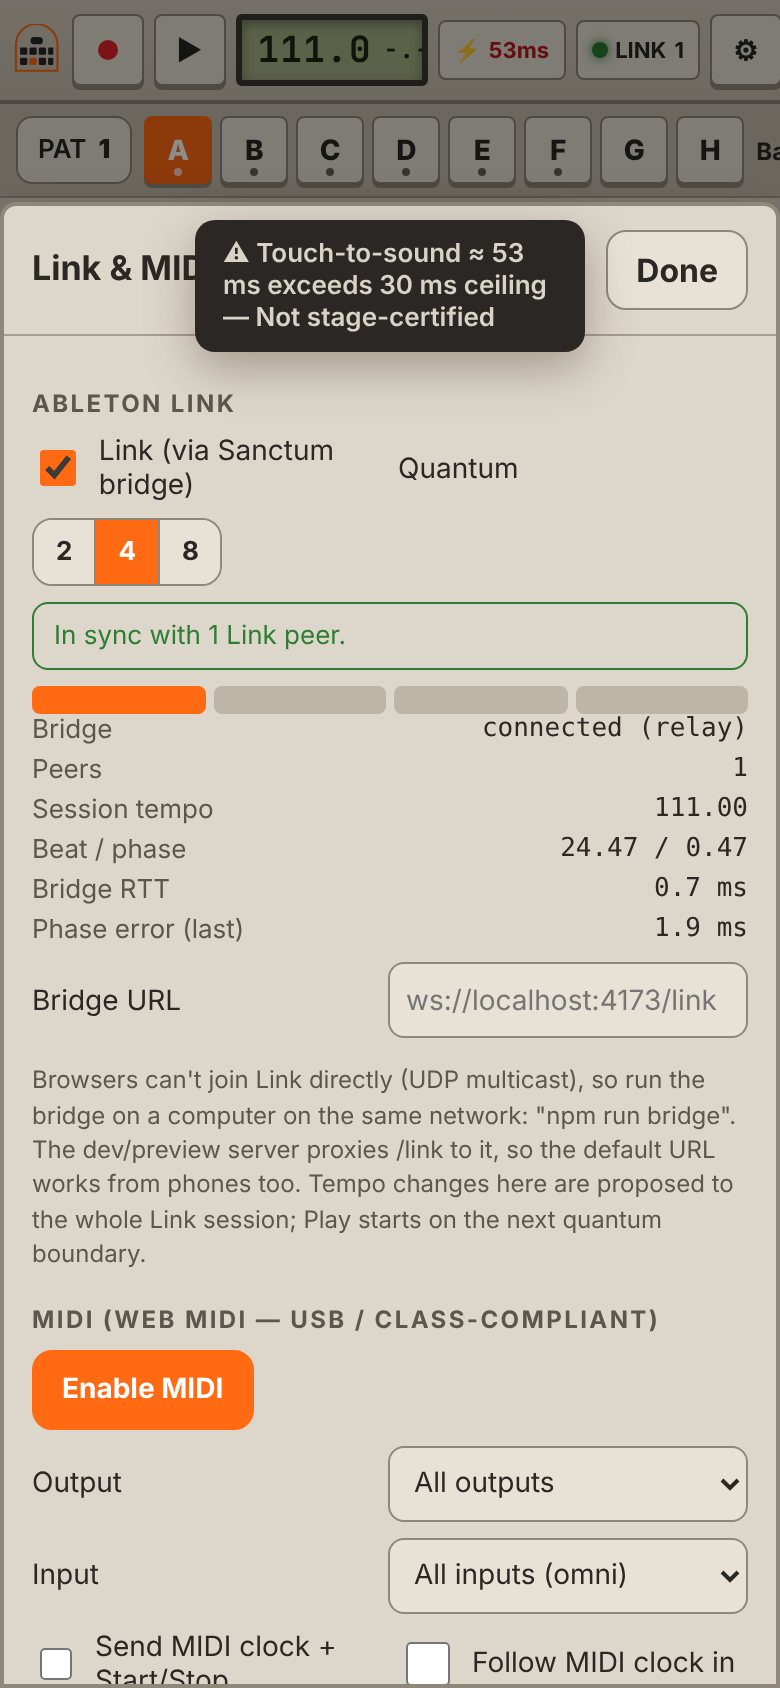 111.0 -.-
⚡ 53ms
LINK 1
PAT 1
A
B
C
D
E
F
G
H
Link & MID
⚠ Touch-to-sound ≈ 53
ms exceeds 30 ms ceiling
— Not stage-certified
Done
ABLETON LINK
Link (via Sanctum
bridge)
Quantum
2
4
8
In sync with 1 Link peer.
Bridge
connected (relay)
Peers
1
Session tempo
111.00
Beat / phase
24.47 / 0.47
Bridge RTT
0.7 ms
Phase error (last)
1.9 ms
Bridge URL
ws://localhost:4173/link
Browsers can't join Link directly (UDP multicast), so run the
bridge on a computer on the same network: "npm run bridge".
The dev/preview server proxies /link to it, so the default URL
works from phones too. Tempo changes here are proposed to
the whole Link session; Play starts on the next quantum
boundary.
MIDI (WEB MIDI — USB / CLASS-COMPLIANT)
Enable MIDI
Output
All outputs
Input
All inputs (omni)
Send MIDI clock +
Start/Stop
Follow MIDI clock in